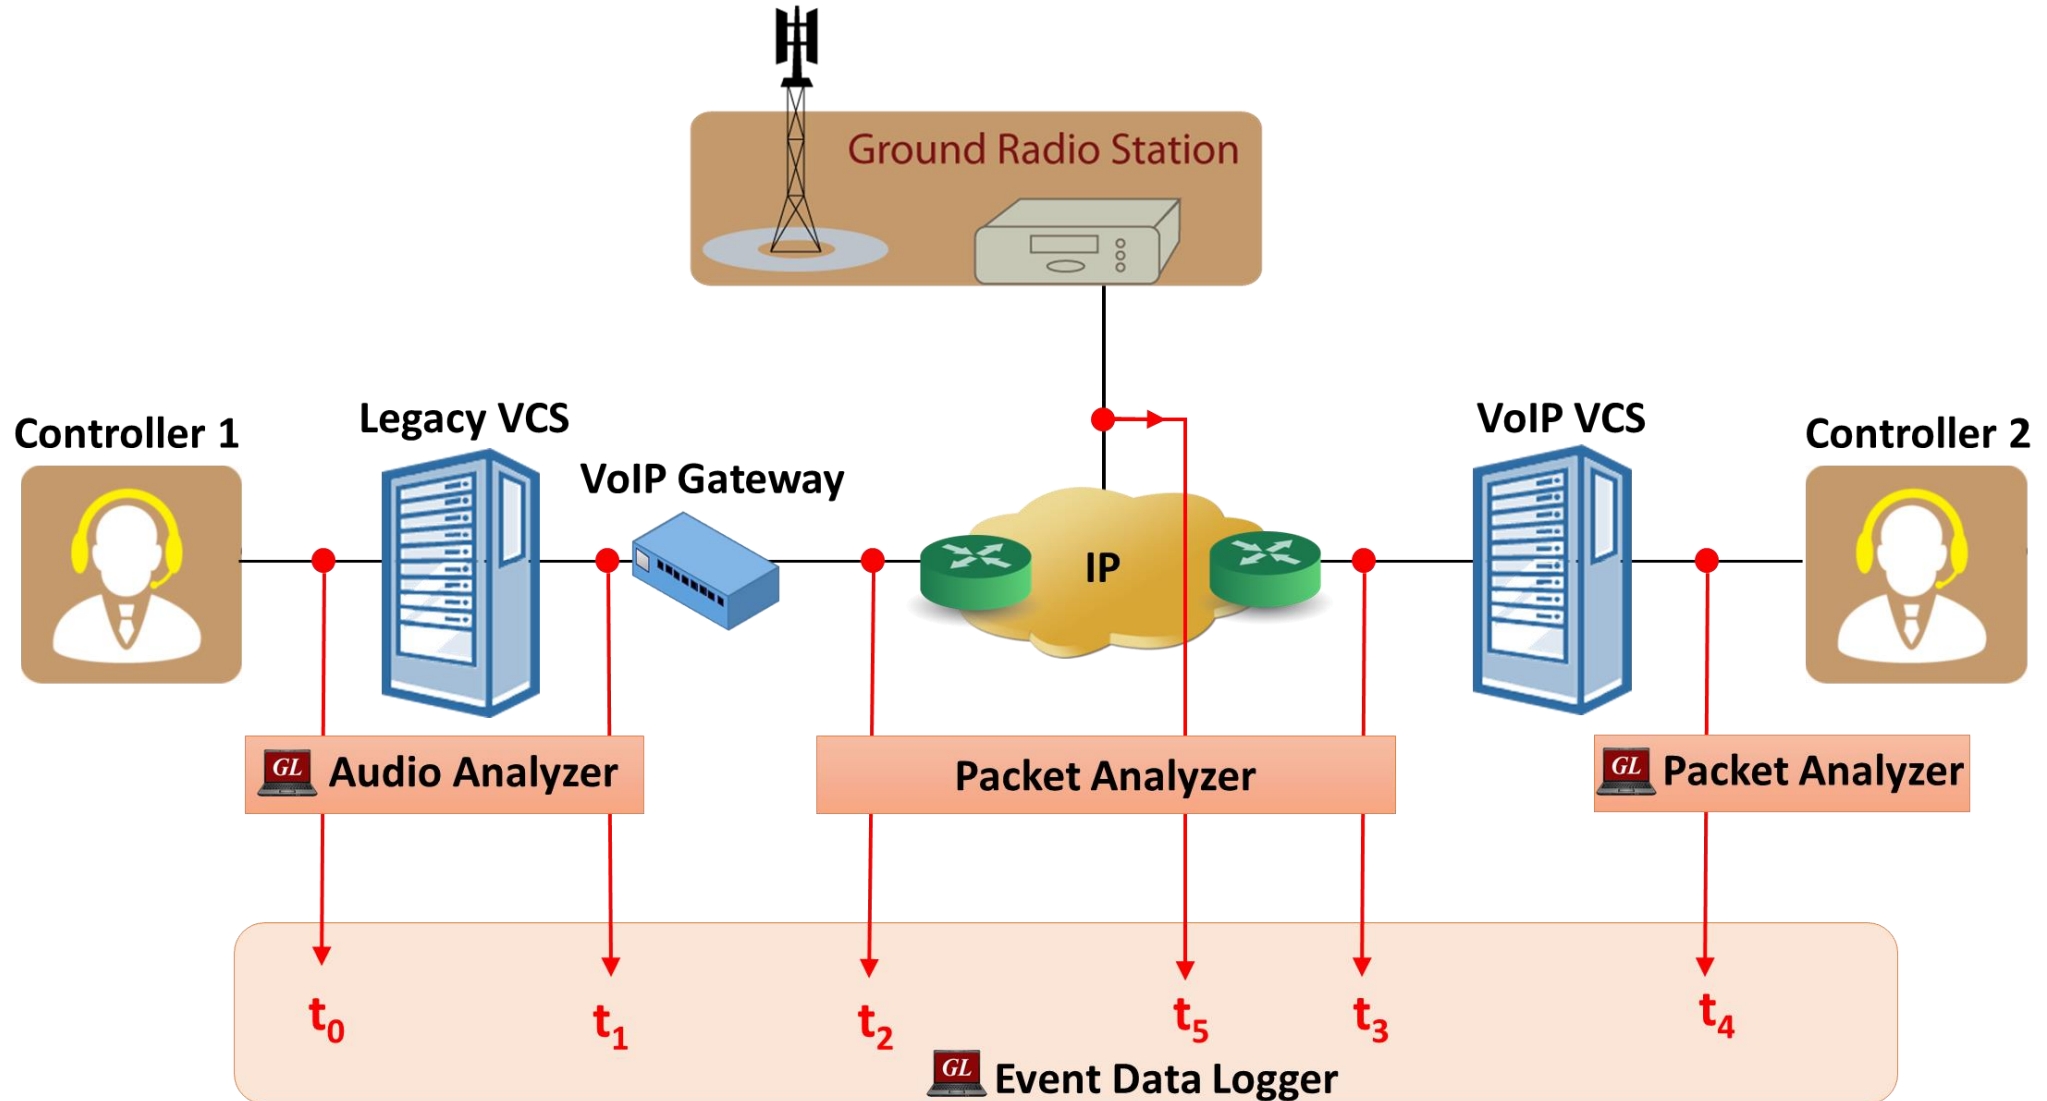 Ground Radio Station
Controller 1
Legacy VCS
VoIP Gateway
IP
VoIP VCS
Controller 2
GL Audio Analyzer
Packet Analyzer
GL Packet Analyzer
t0
t1
t2
t5
t3
t4
GL Event Data Logger